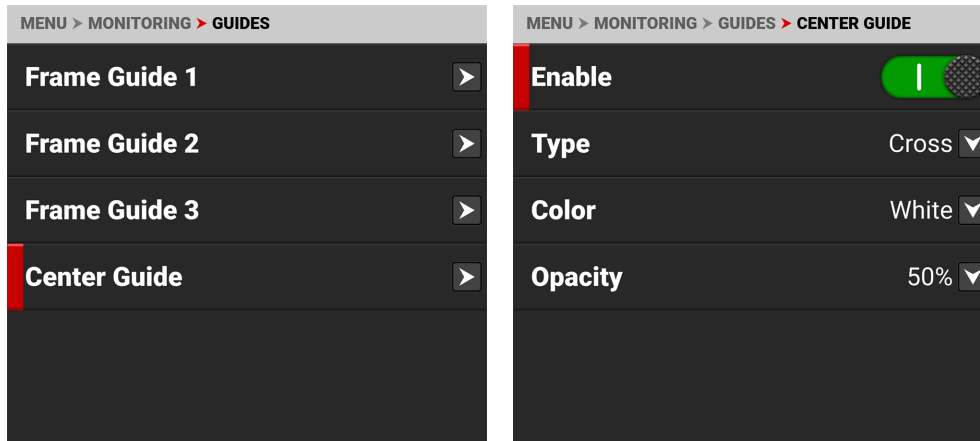 MENU > MONITORING > GUIDES
Frame Guide 1
Frame Guide 2
Frame Guide 3
Center Guide
MENU > MONITORING > GUIDES > CENTER GUIDE
Enable
Type Cross
Color White
Opacity 50%